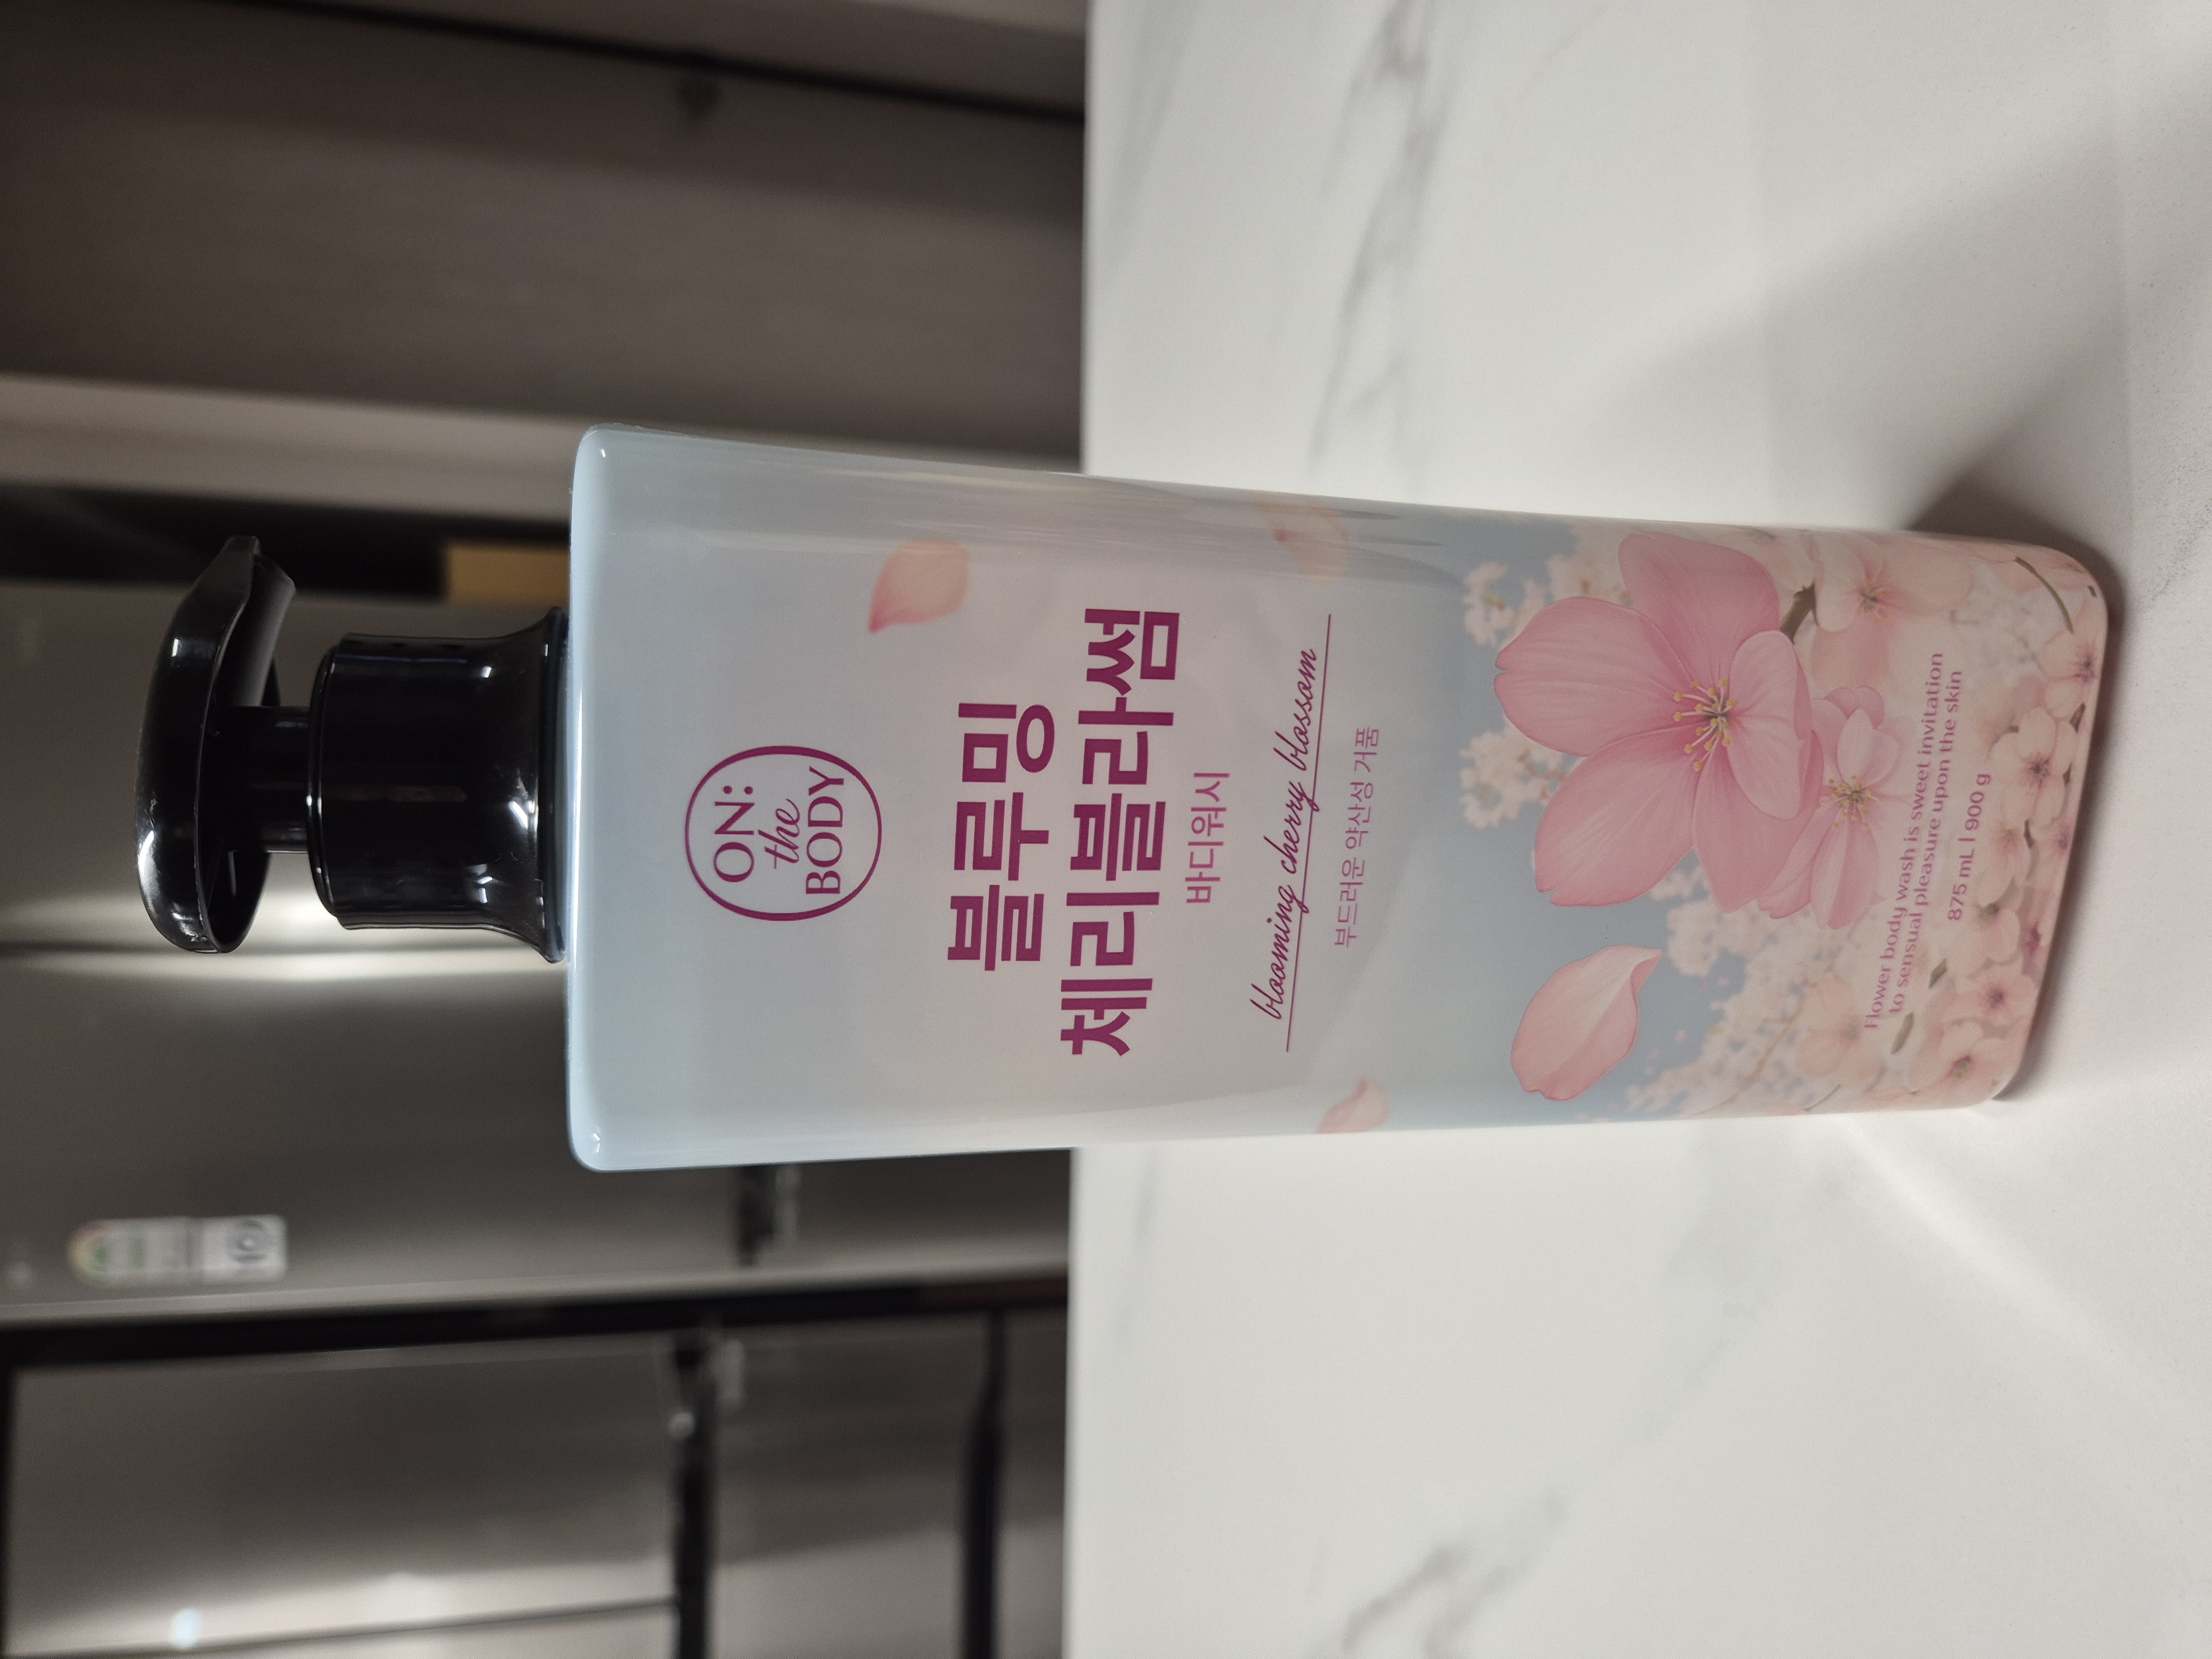 ON:
the
BODY
블루밍
체리블라썸
바디워시
blooming cherry blossom
부드러운 약산성 거품
Flower body wash is sweet invitation
to sensual pleasure upon the skin
875 mL | 900 g